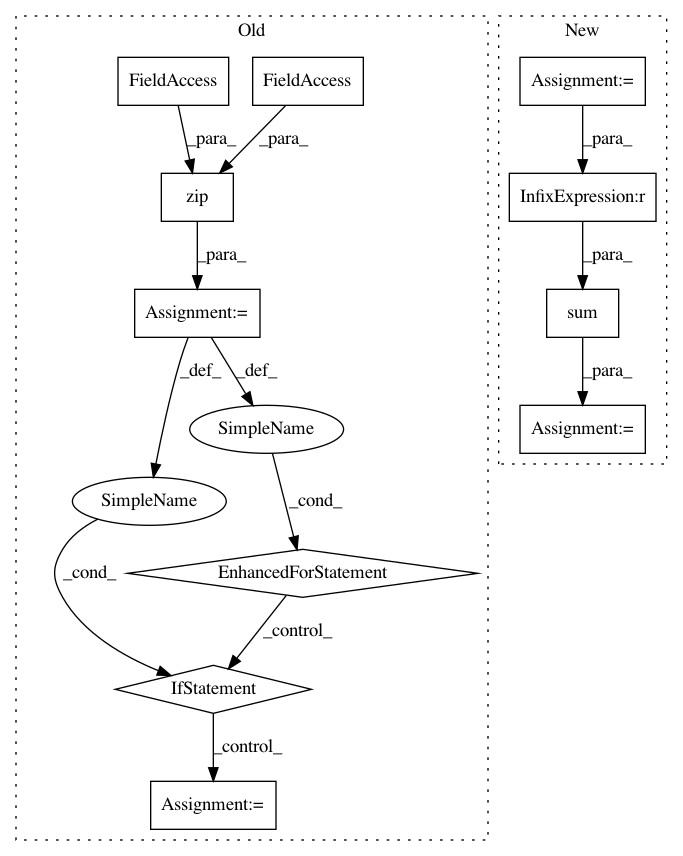 Old
New
FieldAccess
FieldAccess
Assignment:=
_para_
_para_
_para_
zip
InfixExpression:r
_para_
_para_
Assignment:=
sum
_def_
_def_
_para_
SimpleName
Assignment:=
SimpleName
_cond_
_cond_
EnhancedForStatement
_control_
IfStatement
_control_
Assignment:=